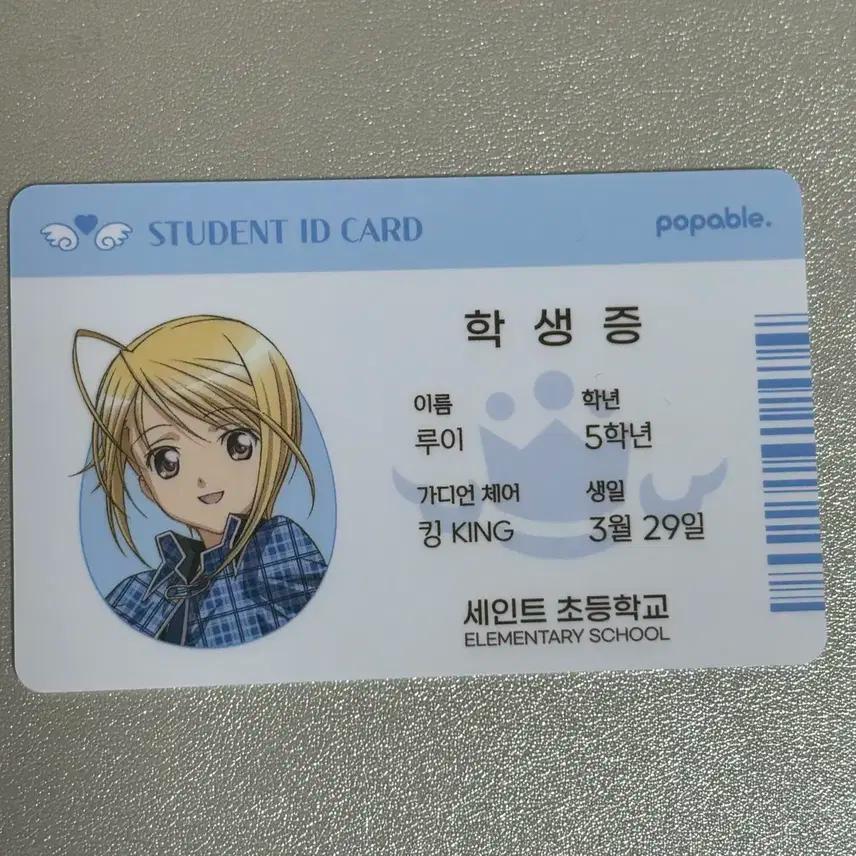 STUDENT ID CARD
popable.
학생증
이름
학년
루이
5학년
가디언 체어
생일
킹 KING
3월 29일
세인트 초등학교
ELEMENTARY SCHOOL